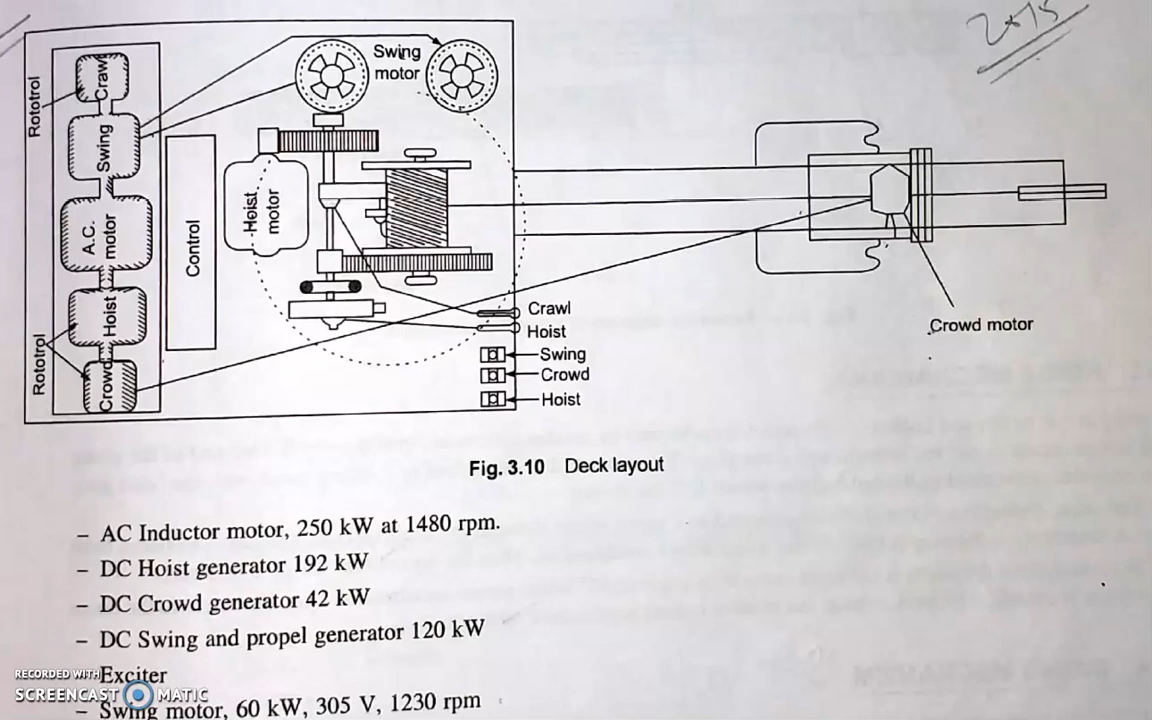 2015
Swing
motor
Rototrol
Crawl
Swing
A.C.
motor
Hoist
Crowd
Rototrol
Control
Hoist
motor
Crawl
Hoist
Swing
Crowd
Hoist
Crowd motor
Fig. 3.10 Deck layout
– AC Inductor motor, 250 kW at 1480 rpm.
– DC Hoist generator 192 kW
– DC Crowd generator 42 kW
– DC Swing and propel generator 120 kW
Exciter
– Swing motor, 60 kW, 305 V, 1230 rpm
RECORDED WITH
SCREENCAST MATIC